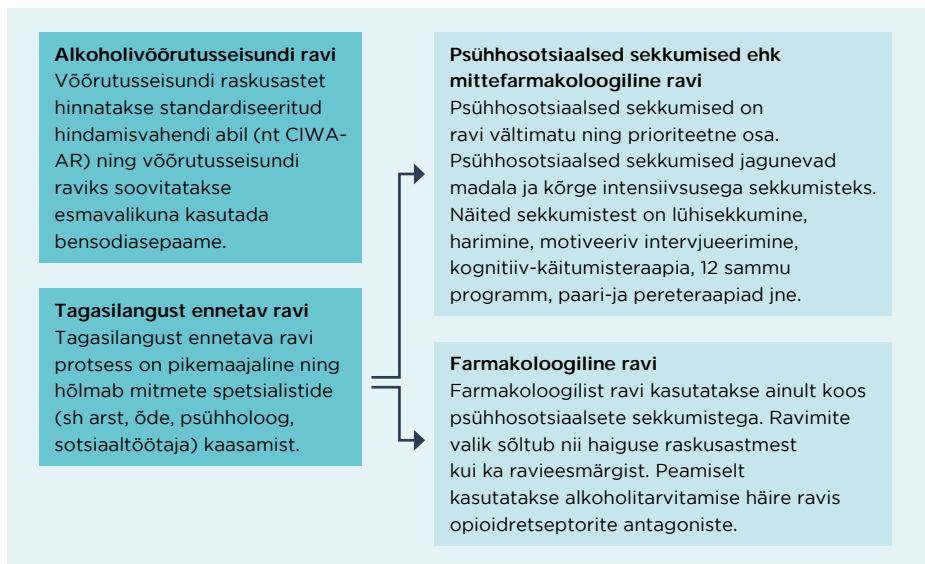 Alkoholivõõrutusseisundi ravi
Võõrutusseisundi raskusastet
hinnatakse standardiseeritud
hindamisvahendi abil (nt CIWA-
AR) ning võõrutusseisundi
raviks soovitatakse
esmavalikuna kasutada
bensodiasepaame.
Tagasilangust ennetav ravi
Tagasilangust ennetava ravi
protsess on pikemaajaline ning
hõlmab mitmete spetsialistide
(sh arst, õde, psühholoog,
sotsiaaltöötaja) kaasamist.
Psühhosotsiaalsed sekkumised ehk
mittefarmakoloogiline ravi
Psühhosotsiaalsed sekkumised on
ravi vältimatu ning prioriteetne osa.
Psühhosotsiaalsed sekkumised jagunevad
madala ja kõrge intensiivsusega sekkumisteks.
Näited sekkumistest on lühisekkumine,
harimine, motiveeriv intervjueerimine,
kognitiiv-käitumisteraapia, 12 sammu
programm, paari-ja pereteraapiad jne.
Farmakoloogiline ravi
Farmakoloogilist ravi kasutatakse ainult koos
psühhosotsiaalsete sekkumistega. Ravimite
valik sõltub nii haiguse raskusastmest
kui ka ravieesmärgist. Peamiselt
kasutatakse alkoholitarvitamise häire ravis
opioidretseptorite antagoniste.